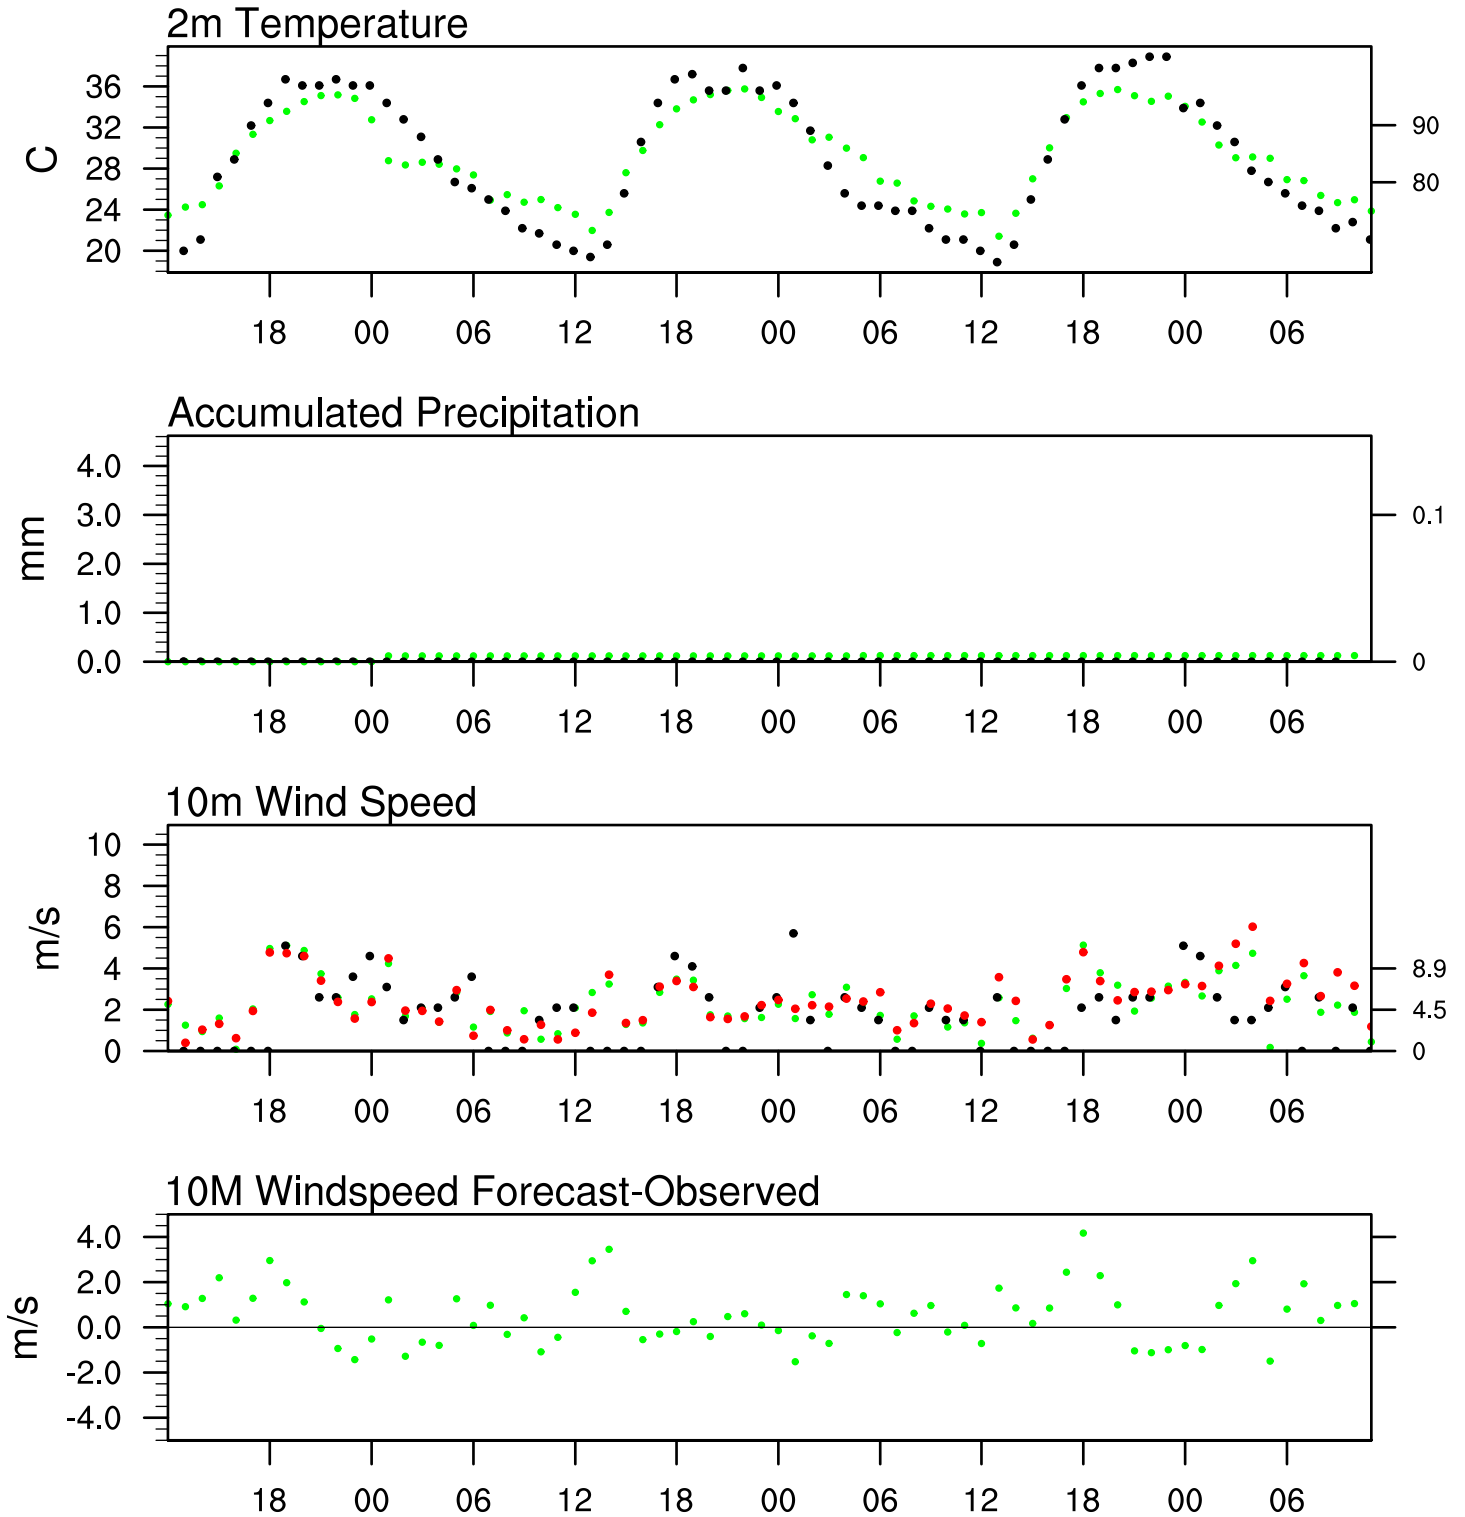 2m Temperature
36
32
28
24
20
C
90
80
18 00 06 12 18 00 06 12 18 00 06
Accumulated Precipitation
4.0
3.0
2.0
1.0
0.0
mm
0.1
0
18 00 06 12 18 00 06 12 18 00 06
10m Wind Speed
10
8
6
4
2
0
m/s
8.9
4.5
0
18 00 06 12 18 00 06 12 18 00 06
10M Windspeed Forecast-Observed
4.0
2.0
0.0
-2.0
-4.0
m/s
18 00 06 12 18 00 06 12 18 00 06